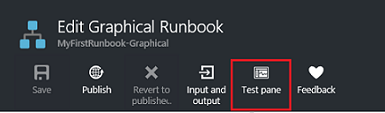 Edit Graphical Runbook
MyFirstRunbook-Graphical
Save
Publish
Revert to
publishe..
Input and
output
Test pane
Feedback